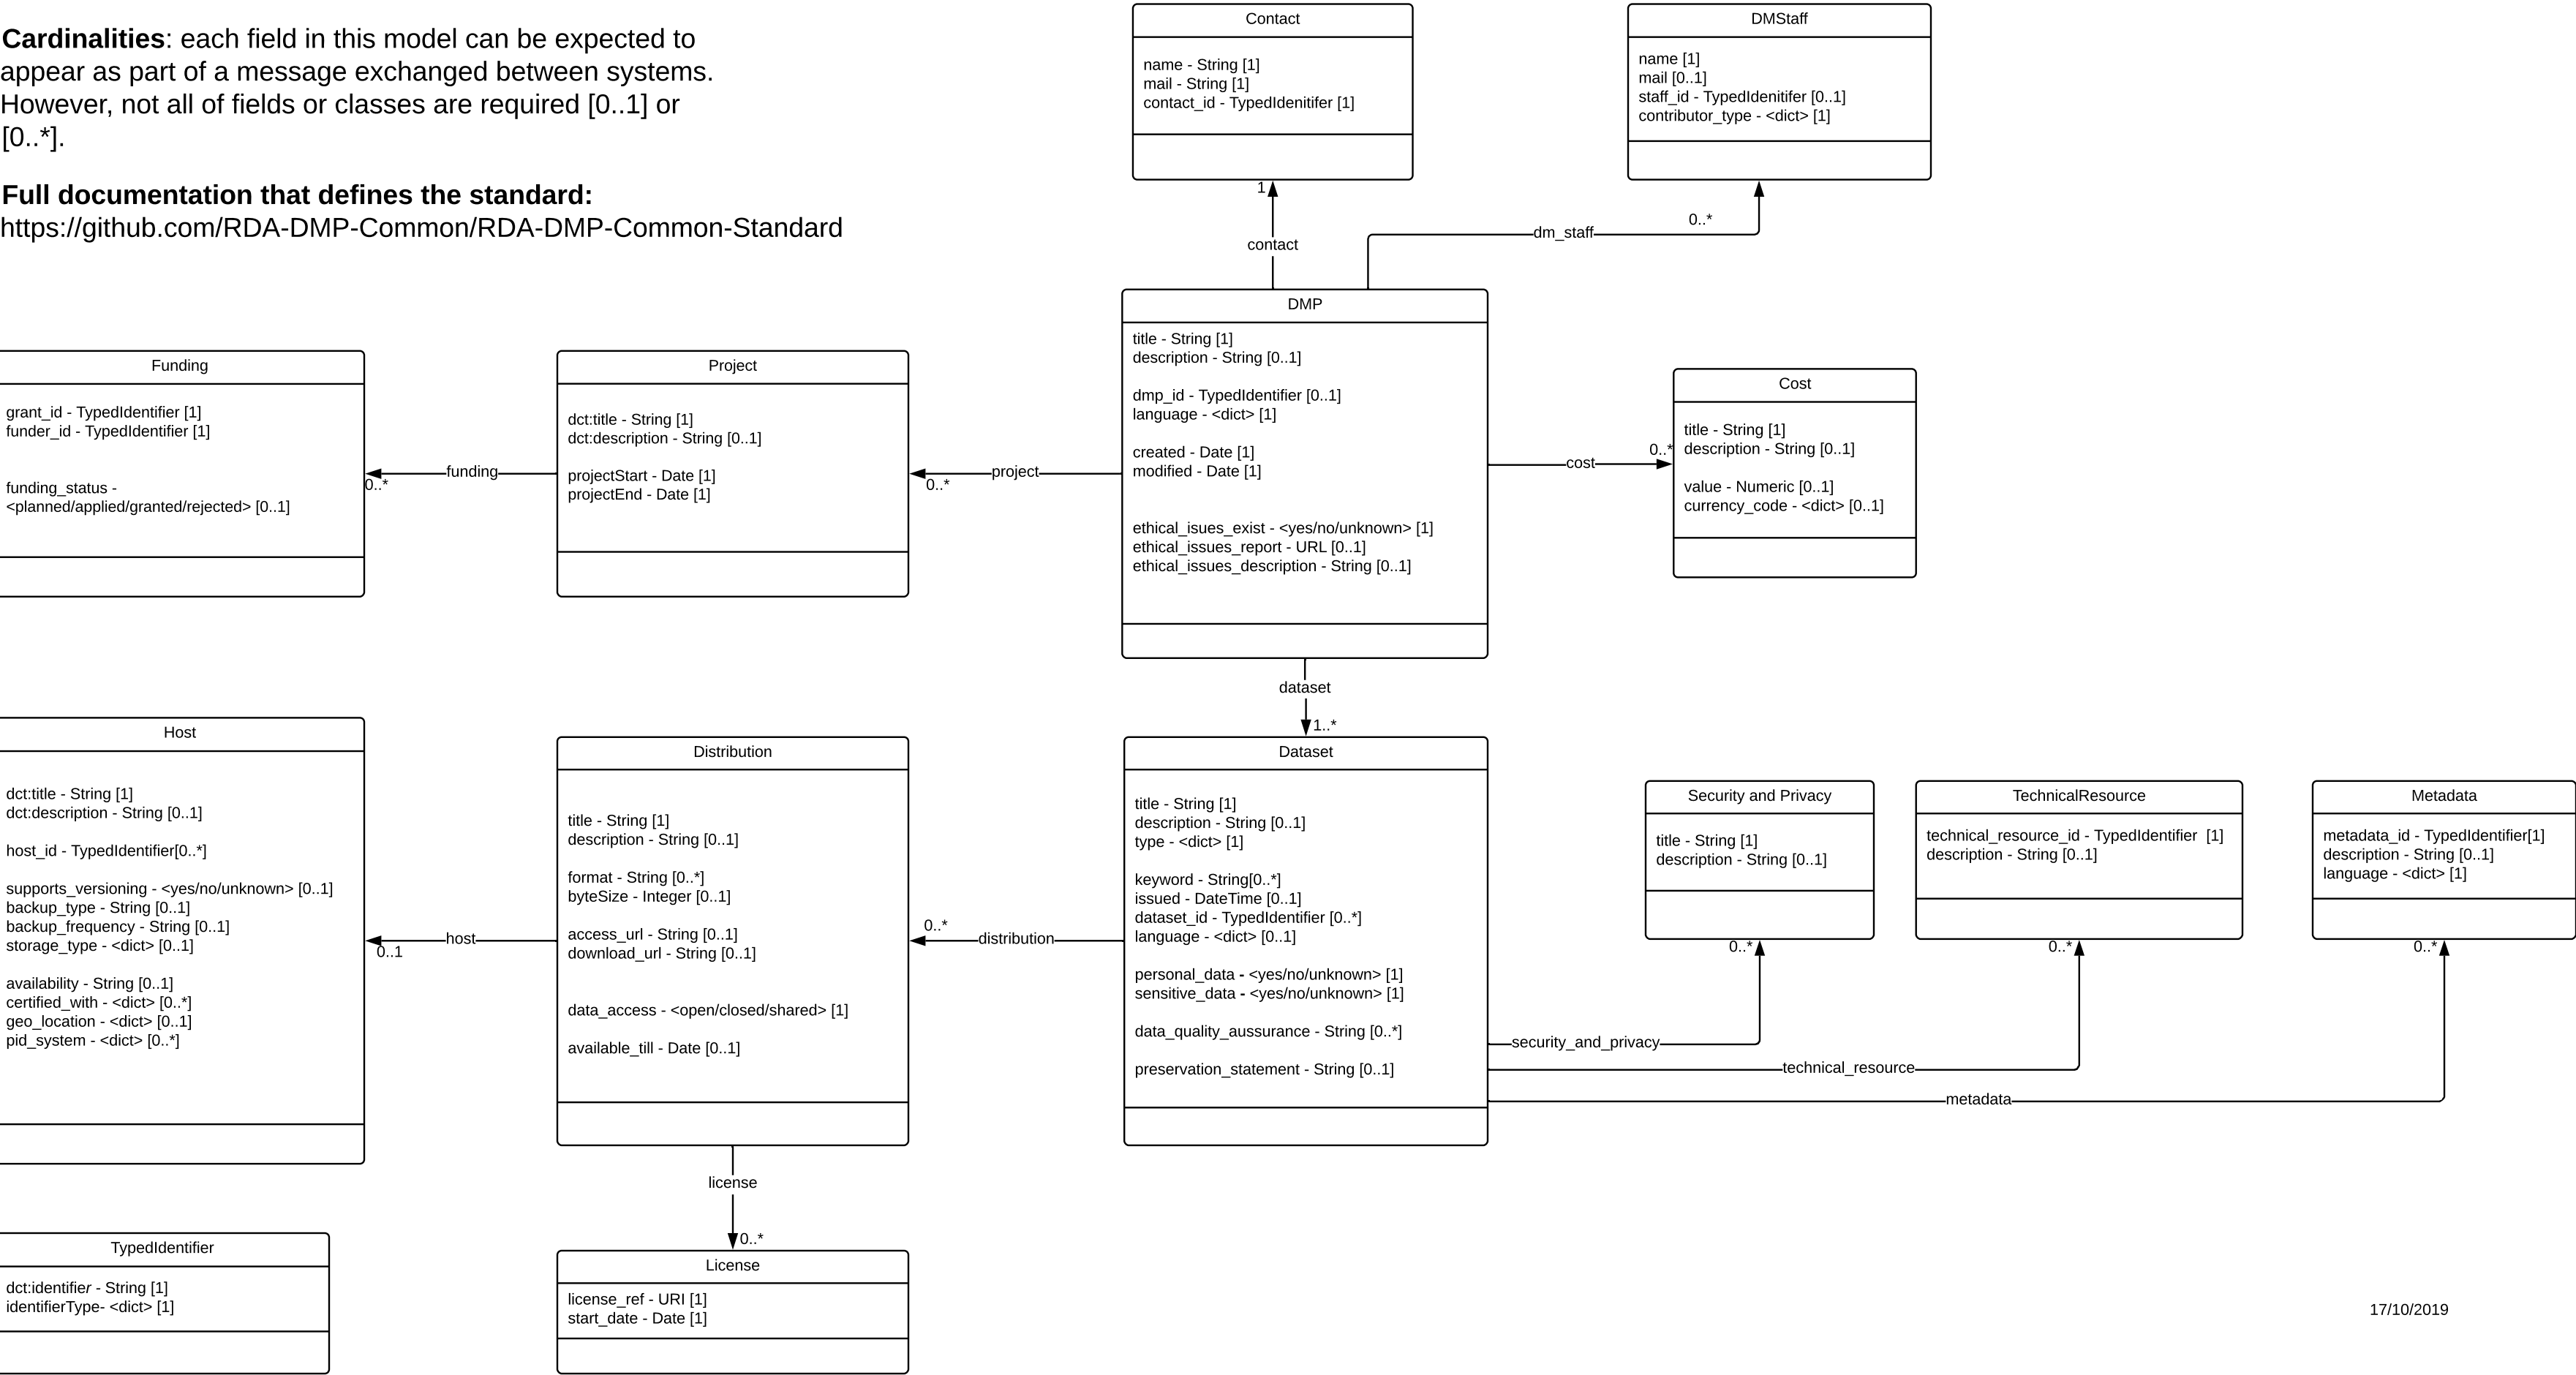 Cardinalities: each field in this model can be expected to
appear as part of a message exchanged between systems.
However, not all of fields or classes are required [0..1] or
[0..*].
Full documentation that defines the standard:
https://github.com/RDA-DMP-Common/RDA-DMP-Common-Standard
Contact
name - String [1]
mail - String [1]
contact_id - TypedIdenitifer [1]
DMStaff
name [1]
mail [0..1]
staff_id - TypedIdenitifer [0..1]
contributor_type - <dict> [1]
1
contact
0..*
dm_staff
DMP
title - String [1]
description - String [0..1]
dmp_id - TypedIdentifier [0..1]
language - <dict> [1]
created - Date [1]
modified - Date [1]
ethical_isues_exist - <yes/no/unknown> [1]
ethical_issues_report - URL [0..1]
ethical_issues_description - String [0..1]
Funding
grant_id - TypedIdentifier [1]
funder_id - TypedIdentifier [1]
funding_status -
<planned/applied/granted/rejected> [0..1]
funding
0..*
Project
dct:title - String [1]
dct:description - String [0..1]
projectStart - Date [1]
projectEnd - Date [1]
project
0..*
cost
0..*
Cost
title - String [1]
description - String [0..1]
value - Numeric [0..1]
currency_code - <dict> [0..1]
dataset
1..*
Host
dct:title - String [1]
dct:description - String [0..1]
host_id - TypedIdentifier[0..*]
supports_versioning - <yes/no/unknown> [0..1]
backup_type - String [0..1]
backup_frequency - String [0..1]
storage_type - <dict> [0..1]
availability - String [0..1]
certified_with - <dict> [0..*]
geo_location - <dict> [0..1]
pid_system - <dict> [0..*]
host
0..1
Distribution
title - String [1]
description - String [0..1]
format - String [0..*]
byteSize - Integer [0..1]
access_url - String [0..1]
download_url - String [0..1]
data_access - <open/closed/shared> [1]
available_till - Date [0..1]
0..*
distribution
Dataset
title - String [1]
description - String [0..1]
type - <dict> [1]
keyword - String[0..*]
issued - DateTime [0..1]
dataset_id - TypedIdentifier [0..*]
language - <dict> [0..1]
personal_data - <yes/no/unknown> [1]
sensitive_data - <yes/no/unknown> [1]
data_quality_aussurance - String [0..*]
preservation_statement - String [0..1]
Security and Privacy
title - String [1]
description - String [0..1]
0..*
security_and_privacy
TechnicalResource
technical_resource_id - TypedIdentifier [1]
description - String [0..1]
0..*
technical_resource
Metadata
metadata_id - TypedIdentifier[1]
description - String [0..1]
language - <dict> [1]
0..*
metadata
license
0..*
TypedIdentifier
dct:identifier - String [1]
identifierType- <dict> [1]
License
license_ref - URI [1]
start_date - Date [1]
17/10/2019